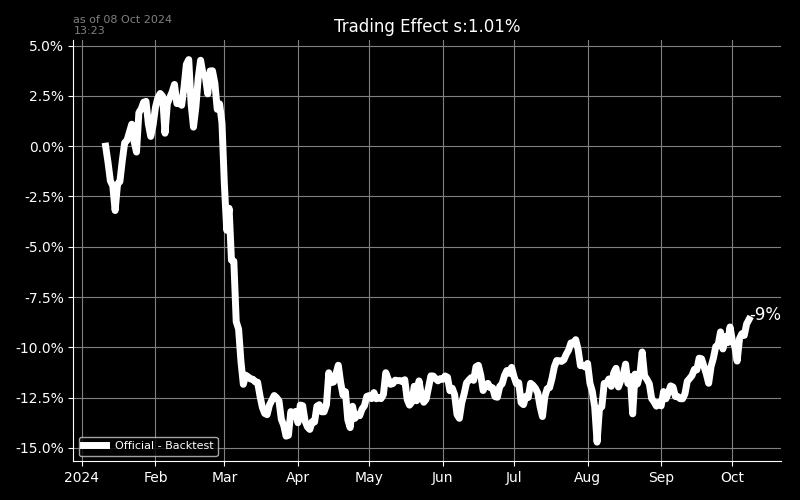 as of 08 Oct 2024
13:23
Trading Effect s:1.01%
5.0%
2.5%
0.0%
-2.5%
-5.0%
-7.5%
-10.0%
-12.5%
-15.0%
-9%
Official - Backtest
2024 Feb Mar Apr May Jun Jul Aug Sep Oct